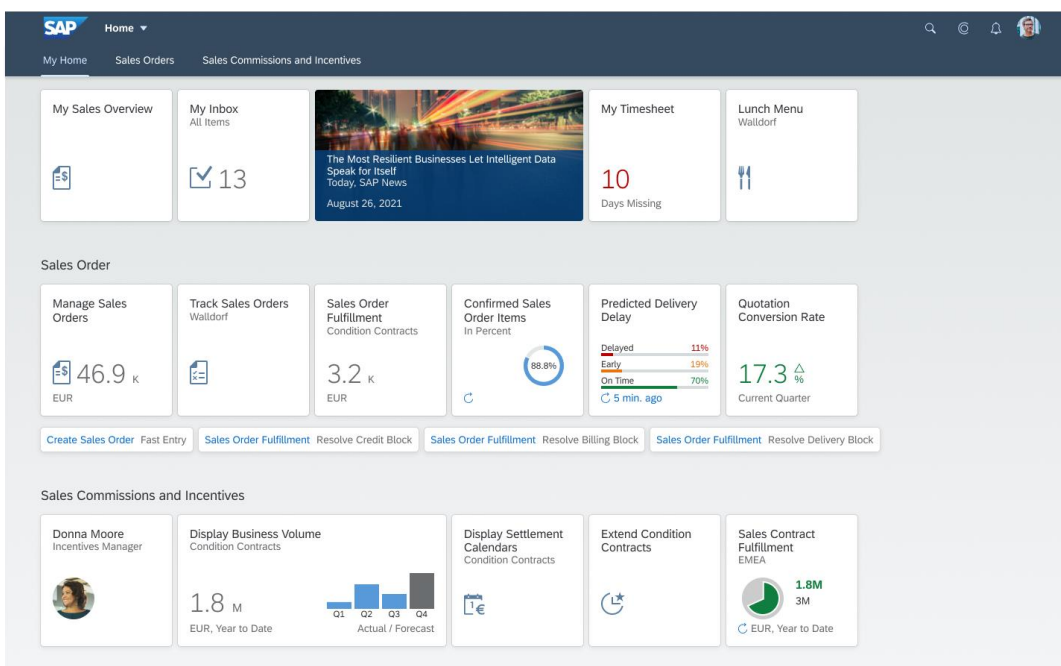 SAP Home
My Home Sales Orders Sales Commissions and Incentives
My Sales Overview
My Inbox
All Items
13
The Most Resilient Businesses Let Intelligent Data
Speak for Itself
Today, SAP News
August 26, 2021
My Timesheet
10
Days Missing
Lunch Menu
Walldorf
Sales Order
Manage Sales
Orders
46.9 K
EUR
Track Sales Orders
Walldorf
Sales Order
Fulfillment
Condition Contracts
3.2 K
EUR
Confirmed Sales
Order Items
In Percent
88.8%
Predicted Delivery
Delay
Delayed 11%
Early 19%
On Time 70%
5 min. ago
Quotation
Conversion Rate
17.3 %
Current Quarter
Create Sales Order Fast Entry
Sales Order Fulfillment Resolve Credit Block
Sales Order Fulfillment Resolve Billing Block
Sales Order Fulfillment Resolve Delivery Block
Sales Commissions and Incentives
Donna Moore
Incentives Manager
Display Business Volume
Condition Contracts
1.8 M
EUR, Year to Date
Q1 Q2 Q3 Q4
Actual / Forecast
Display Settlement
Calendars
Condition Contracts
1 €
Extend Condition
Contracts
Sales Contract
Fulfillment
EMEA
1.8M
3M
EUR, Year to Date